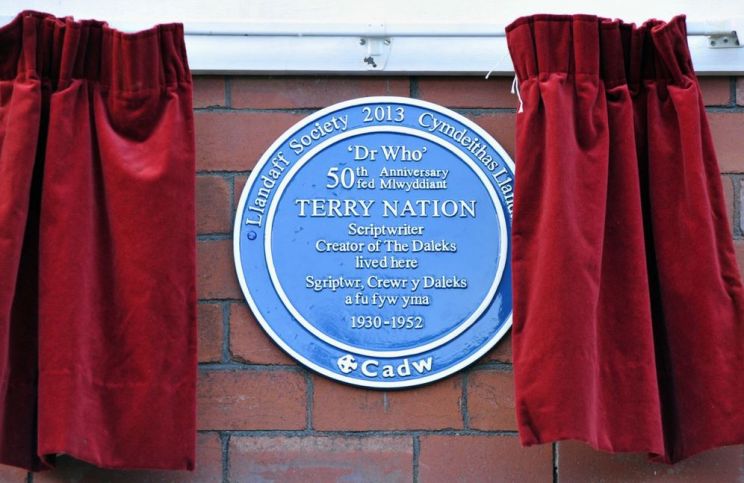 Llandaff Society 2013 Cymdeithas
'Dr Who'
50th Anniversary
fed Mlwyddiant
TERRY NATION
Scriptwriter
Creator of The Daleks
lived here
Sgriptwr, Crewr y Daleks
a fu fyw yma
1930-1952
Cadw